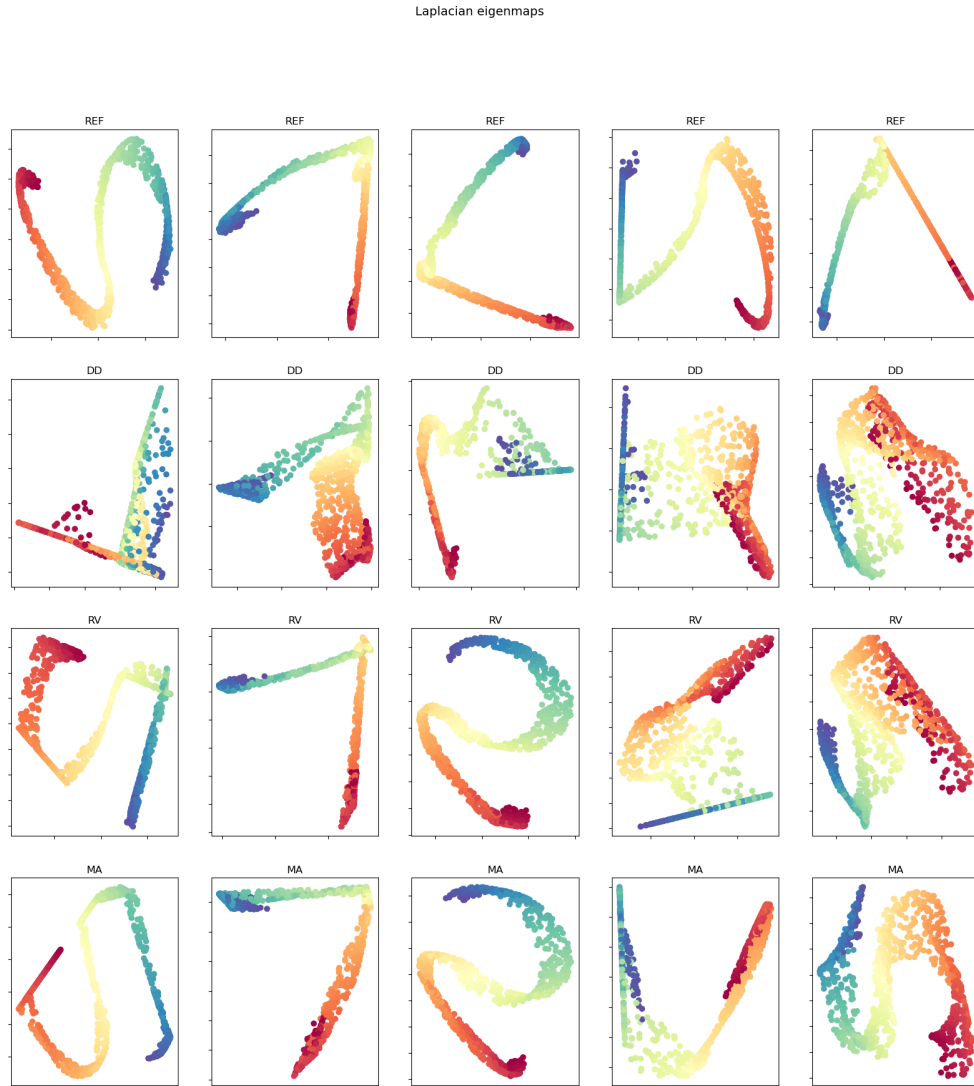 Laplacian eigenmaps
REF REF REF REF REF
DD DD DD DD DD
RV RV RV RV RV
MA MA MA MA MA